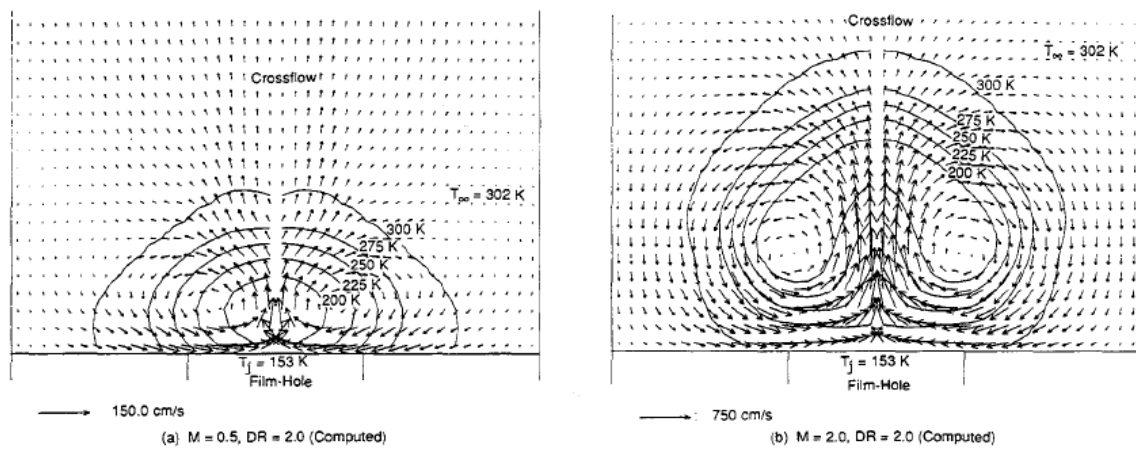 Crossflow
T∞ = 302 K
300 K
275 K
250 K
225 K
200 K
Tj = 153 K
Film-Hole
150.0 cm/s
(a) M = 0.5, DR = 2.0 (Computed)
Crossflow
T∞ = 302 K
300 K
275 K
250 K
225 K
200 K
Tj = 153 K
Film-Hole
750 cm/s
(b) M = 2.0, DR = 2.0 (Computed)